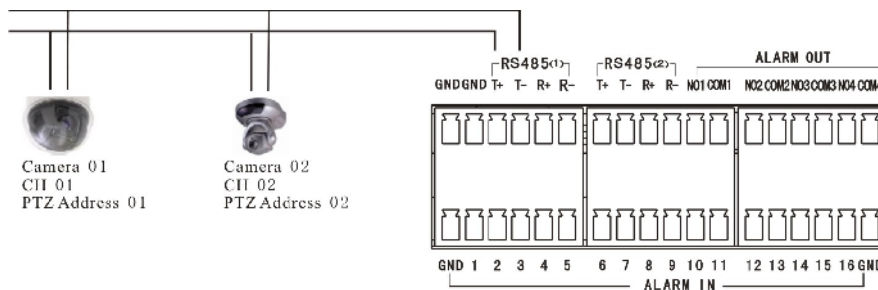 RS485(1)
RS485(2)
ALARM OUT
GND GND T+ T- R+ R- T+ T- R+ R- NO1 COM1 NO2 COM2 NO3 COM3 NO4 COM4
Camera 01
CH 01
PTZ Address 01
Camera 02
CH 02
PTZ Address 02
GND 1 2 3 4 5 6 7 8 9 10 11 12 13 14 15 16 GND
ALARM IN